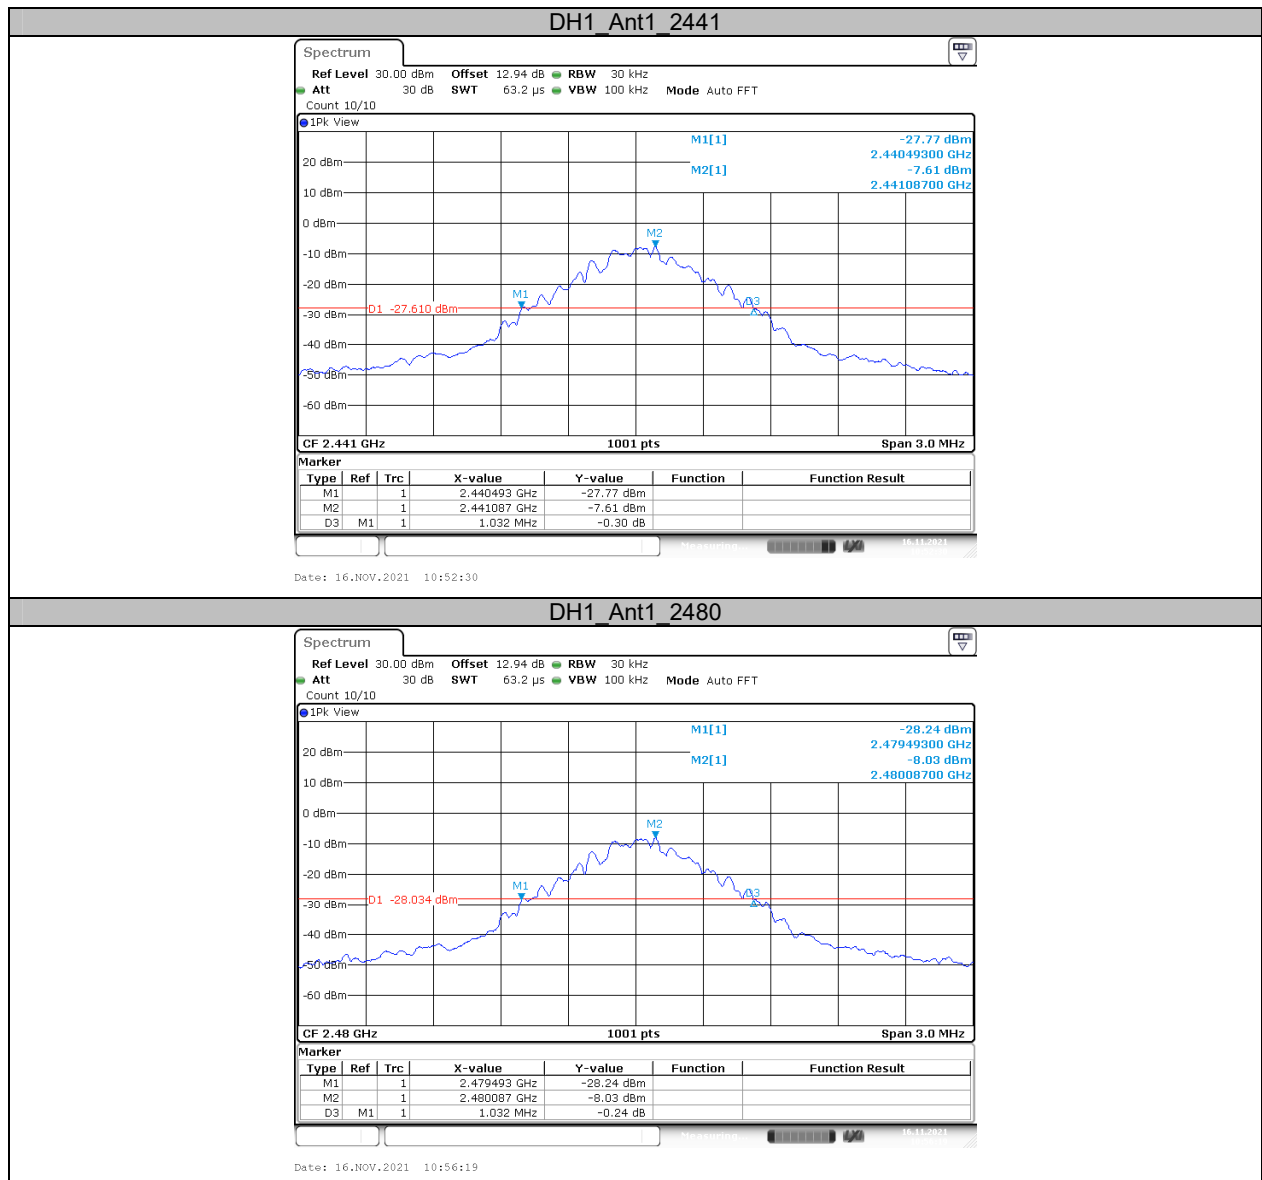 DH1_Ant1_2441
Spectrum
Ref Level 30.00 dBm Offset 12.94 dB RBW 30 kHz
Att 30 dB SWT 63.2 µs VBW 100 kHz Mode Auto FFT
Count 10/10
1Pk View
M1[1] -27.77 dBm
2.44049300 GHz
20 dBm
M2[1] -7.61 dBm
2.44108700 GHz
10 dBm
0 dBm
M2
-10 dBm
-20 dBm
M1
D3
D1 -27.610 dBm
-30 dBm
-40 dBm
-50 dBm
-60 dBm
CF 2.441 GHz 1001 pts Span 3.0 MHz
Marker
Type Ref Trc X-value Y-value Function Function Result
M1 1 2.440493 GHz -27.77 dBm
M2 1 2.441087 GHz -7.61 dBm
D3 M1 1 1.032 MHz -0.30 dB
Measuring... 16.11.2021
Date: 16.NOV.2021 10:52:30
DH1_Ant1_2480
Spectrum
Ref Level 30.00 dBm Offset 12.94 dB RBW 30 kHz
Att 30 dB SWT 63.2 µs VBW 100 kHz Mode Auto FFT
Count 10/10
1Pk View
M1[1] -28.24 dBm
2.47949300 GHz
20 dBm
M2[1] -8.03 dBm
2.48008700 GHz
10 dBm
0 dBm
M2
-10 dBm
-20 dBm
M1
D3
D1 -28.034 dBm
-30 dBm
-40 dBm
-50 dBm
-60 dBm
CF 2.48 GHz 1001 pts Span 3.0 MHz
Marker
Type Ref Trc X-value Y-value Function Function Result
M1 1 2.479493 GHz -28.24 dBm
M2 1 2.480087 GHz -8.03 dBm
D3 M1 1 1.032 MHz -0.24 dB
Measuring... 16.11.2021
Date: 16.NOV.2021 10:56:19